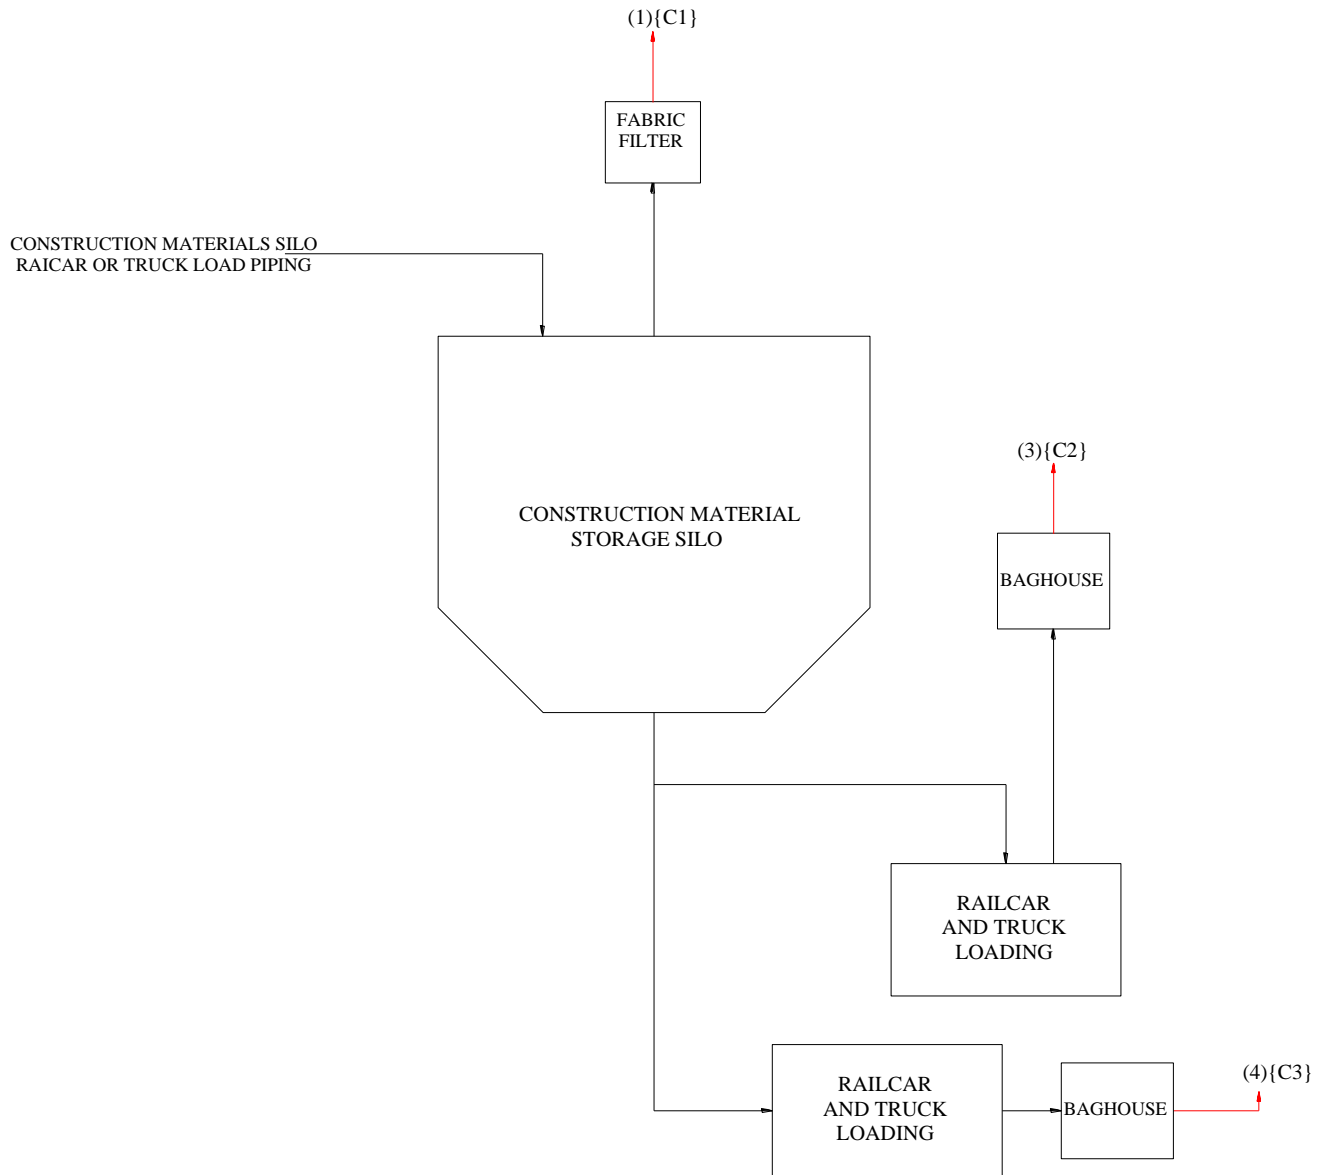 (1){C1}
FABRIC
FILTER
CONSTRUCTION MATERIALS SILO
RAICAR OR TRUCK LOAD PIPING
(3){C2}
CONSTRUCTION MATERIAL
STORAGE SILO
BAGHOUSE
RAILCAR
AND TRUCK
LOADING
(4){C3}
RAILCAR
AND TRUCK
LOADING
BAGHOUSE